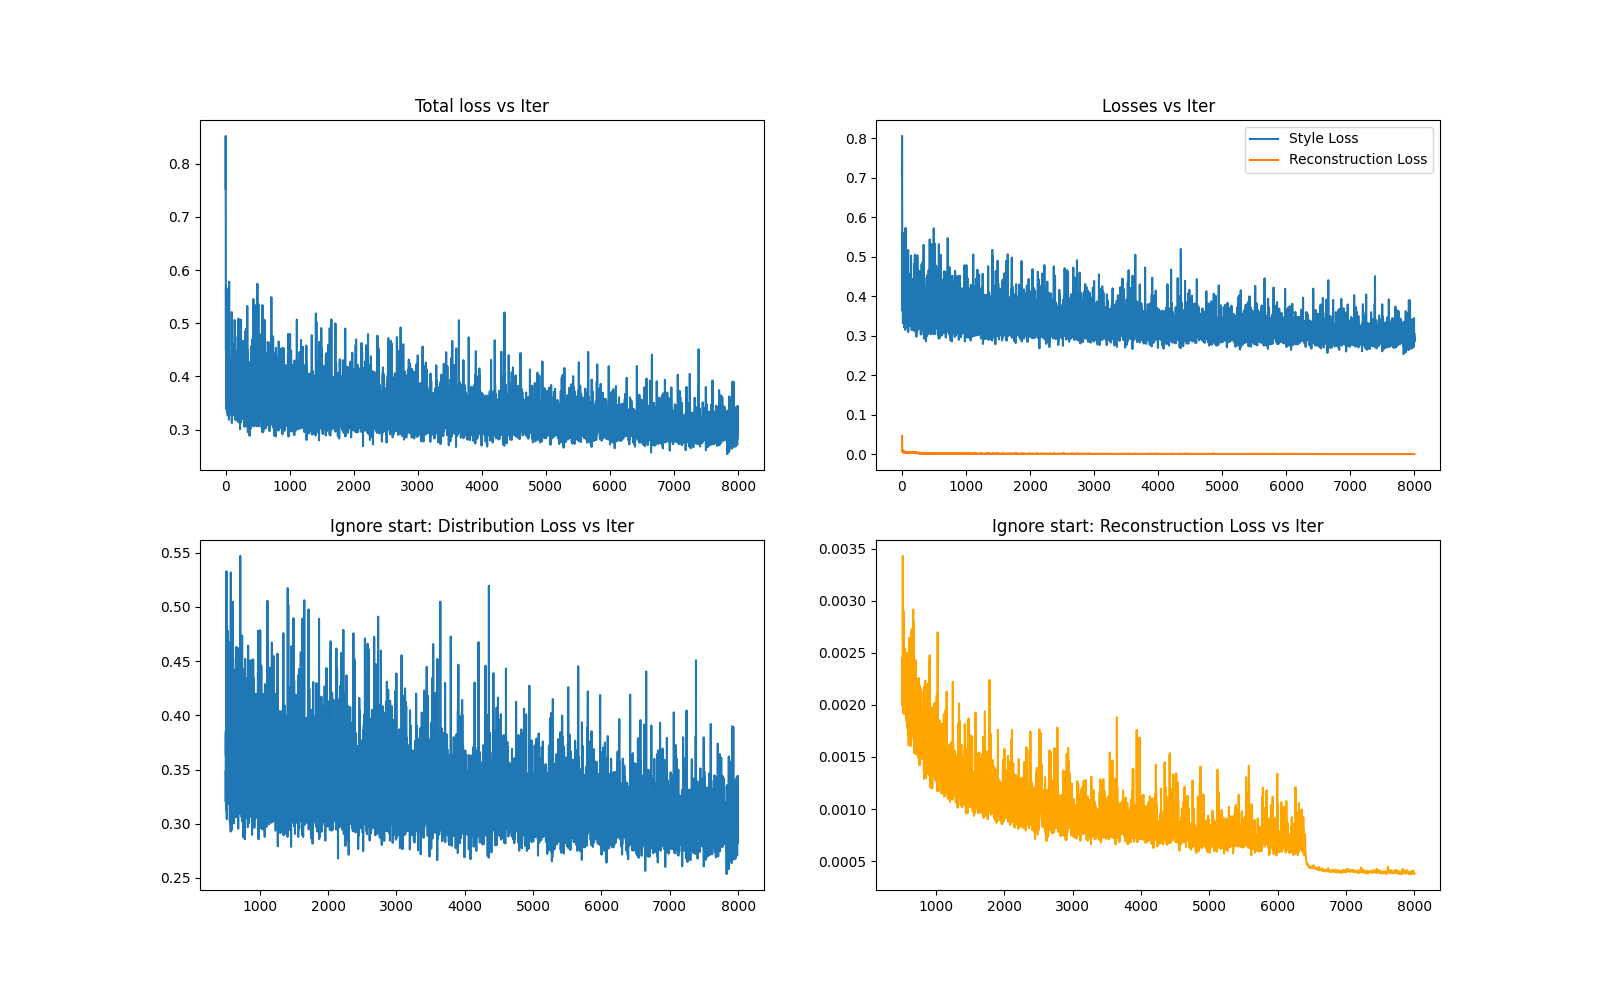 Total loss vs Iter
0.8
0.7
0.6
0.5
0.4
0.3
0 1000 2000 3000 4000 5000 6000 7000 8000
Losses vs Iter
Style Loss
Reconstruction Loss
0.8
0.7
0.6
0.5
0.4
0.3
0.2
0.1
0.0
0 1000 2000 3000 4000 5000 6000 7000 8000
Ignore start: Distribution Loss vs Iter
0.55
0.50
0.45
0.40
0.35
0.30
0.25
1000 2000 3000 4000 5000 6000 7000 8000
Ignore start: Reconstruction Loss vs Iter
0.0035
0.0030
0.0025
0.0020
0.0015
0.0010
0.0005
1000 2000 3000 4000 5000 6000 7000 8000